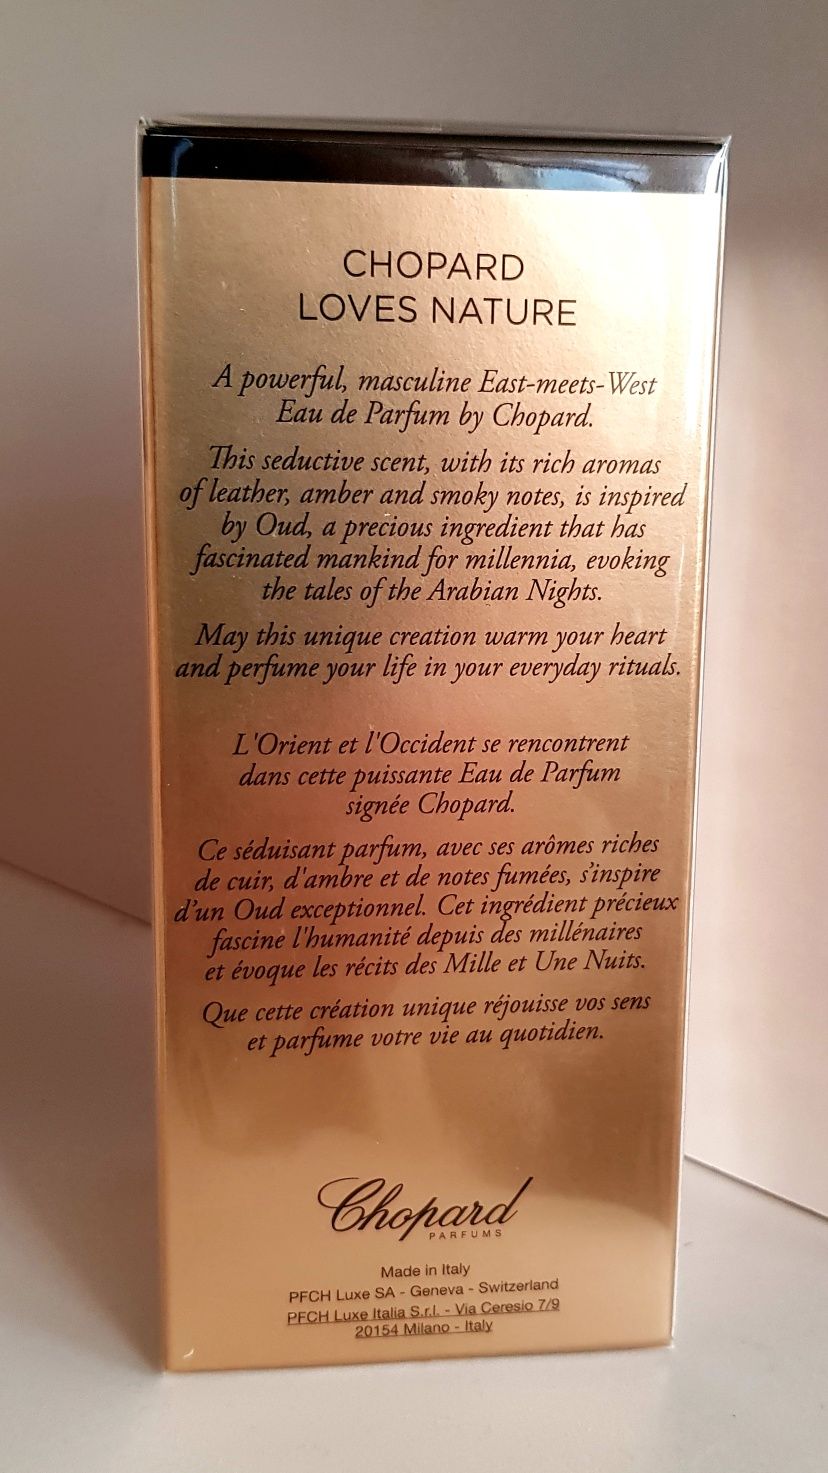 CHOPARD
LOVES NATURE
A powerful, masculine East-meets-West
Eau de Parfum by Chopard.
This seductive scent, with its rich aromas
of leather, amber and smoky notes, is inspired
by Oud, a precious ingredient that has
fascinated mankind for millennia, evoking
the tales of the Arabian Nights.
May this unique creation warm your heart
and perfume your life in your everyday rituals.
L'Orient et l'Occident se rencontrent
dans cette puissante Eau de Parfum
signée Chopard.
Ce séduisant parfum, avec ses arômes riches
de cuir, d'ambre et de notes fumées, s'inspire
d'un Oud exceptionnel. Cet ingrédient précieux
fascine l'humanité depuis des millénaires
et évoque les récits des Mille et Une Nuits.
Que cette création unique réjouisse vos sens
et parfume votre vie au quotidien.
Chopard
PARFUMS
Made in Italy
PFCH Luxe SA - Geneva - Switzerland
PFCH Luxe Italia S.r.l. - Via Ceresio 7/9
20154 Milano - Italy